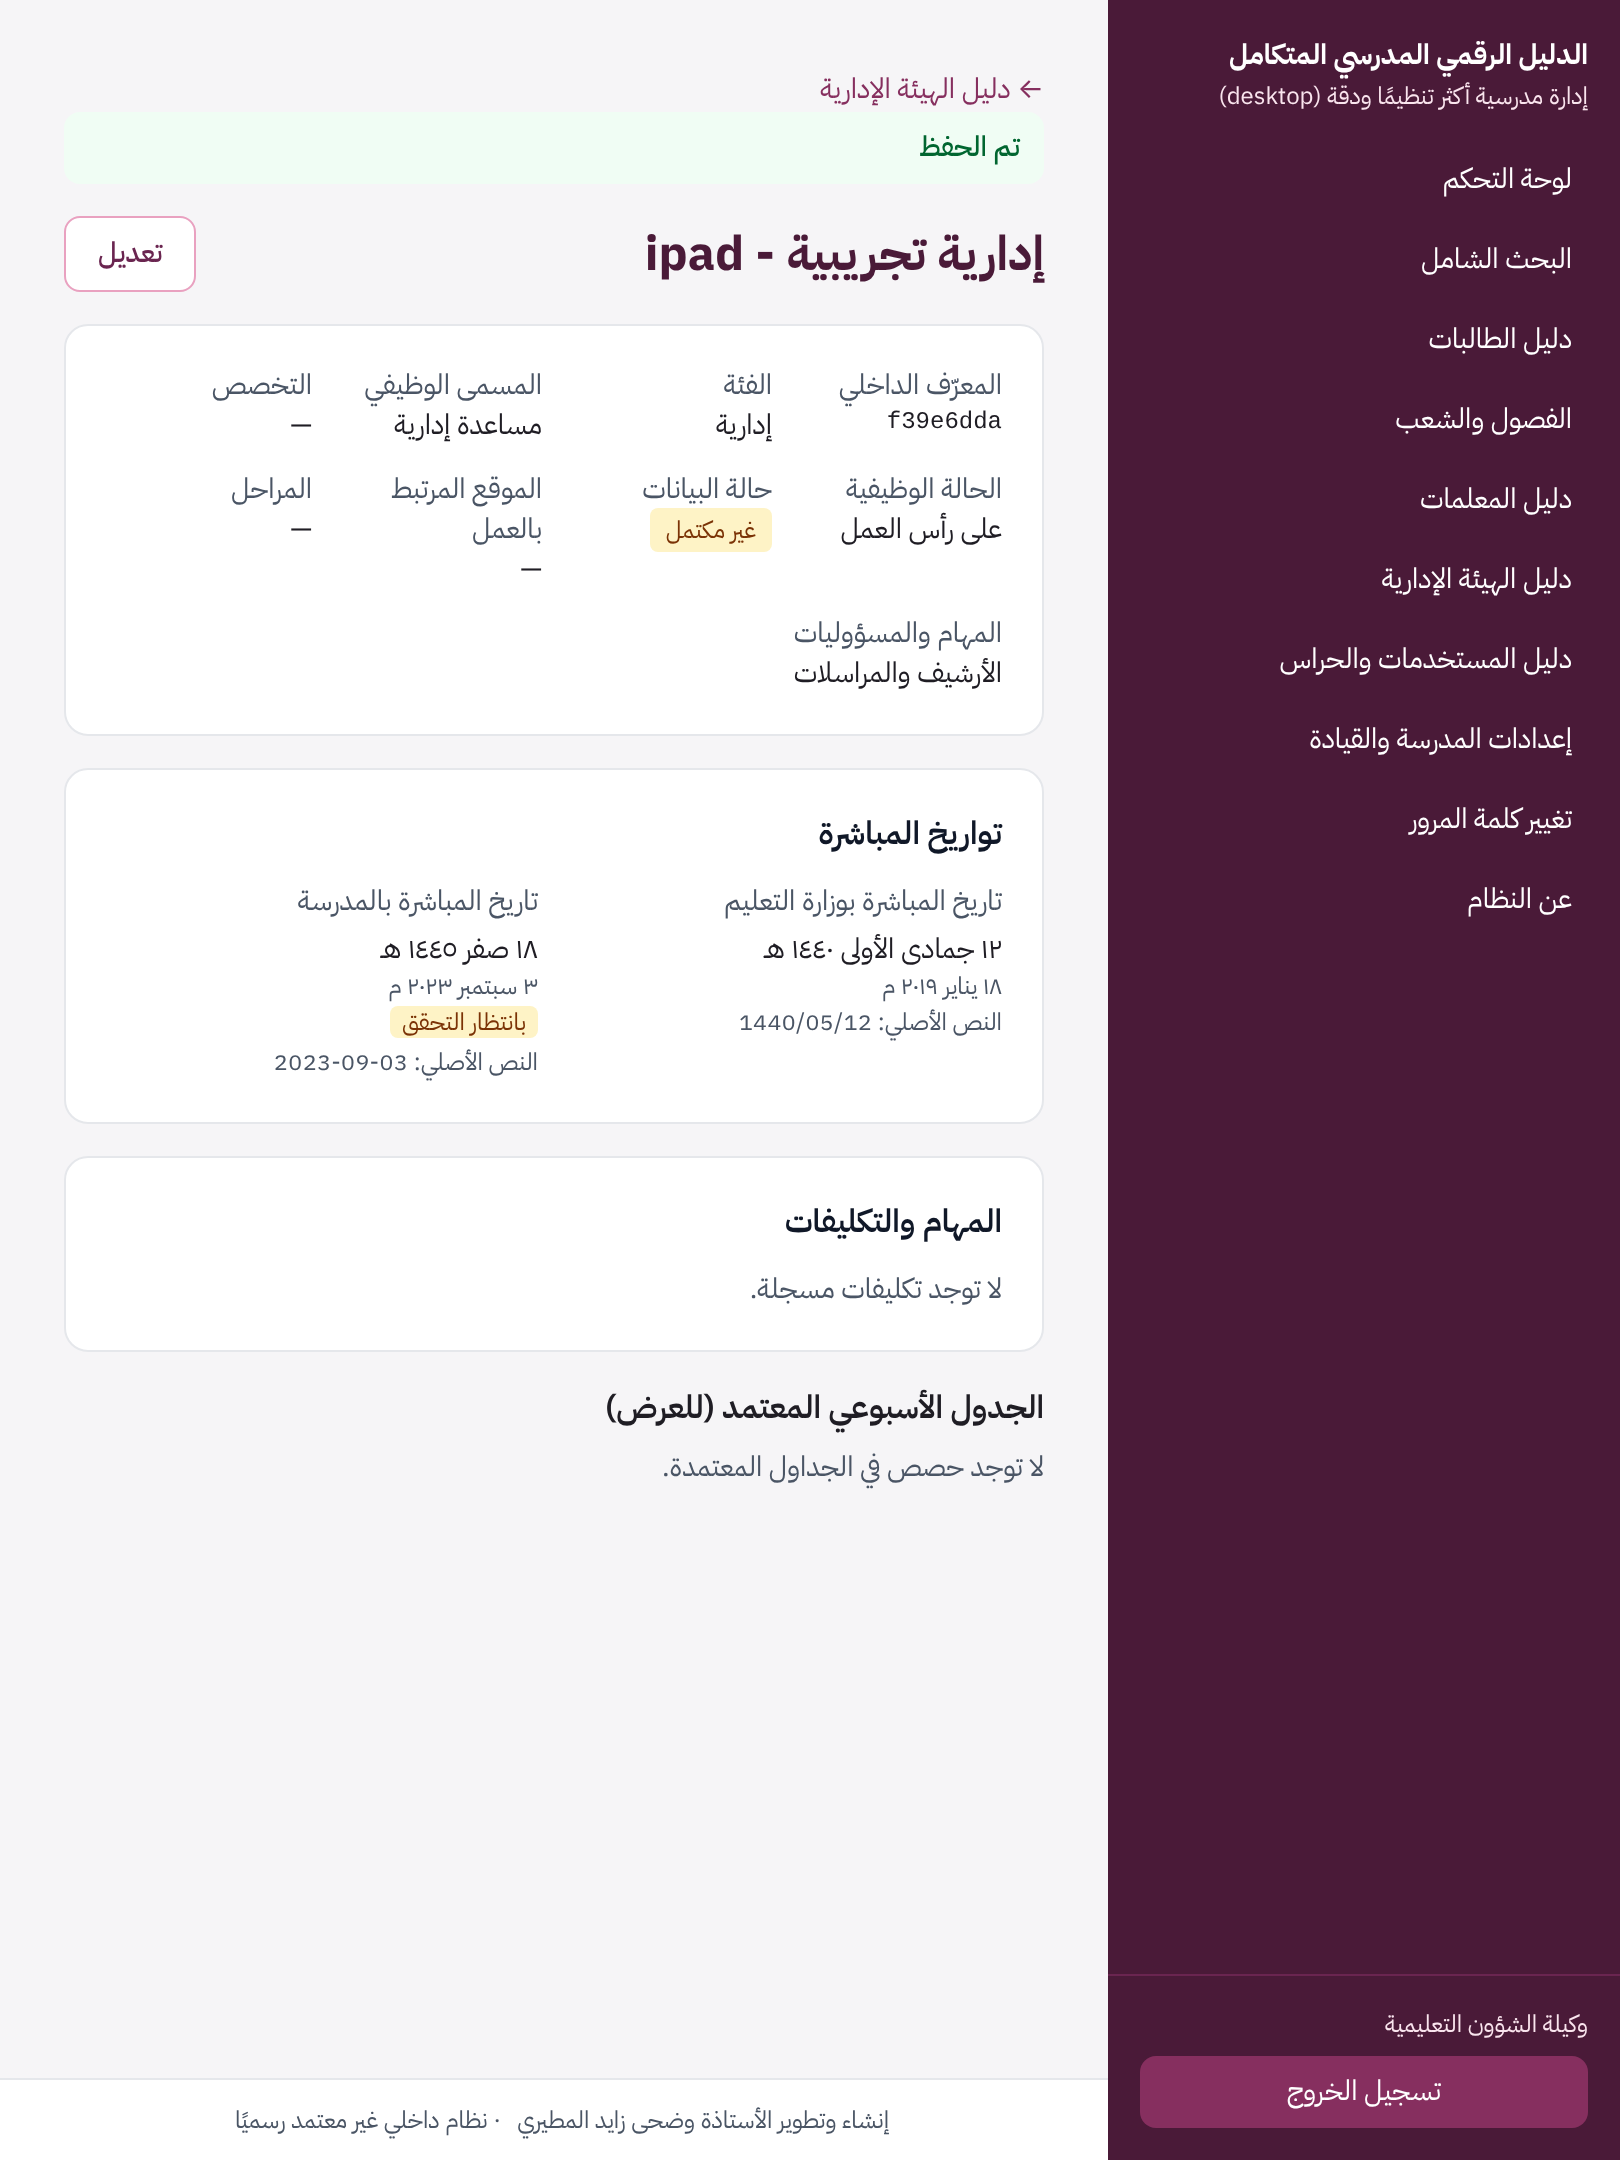 الدليل الرقمي المدرسي المتكامل
إدارة مدرسية أكثر تنظيمًا ودقة (desktop)
لوحة التحكم
البحث الشامل
دليل الطالبات
الفصول والشعب
دليل المعلمات
دليل الهيئة الإدارية
دليل المستخدمات والحراس
إعدادات المدرسة والقيادة
تغيير كلمة المرور
عن النظام
وكيلة الشؤون التعليمية
تسجيل الخروج
→ دليل الهيئة الإدارية
تم الحفظ
إدارية تجريبية - ipad
تعديل
المعرّف الداخلي
f39e6dda
الفئة
إدارية
المسمى الوظيفي
مساعدة إدارية
التخصص
—
الحالة الوظيفية
على رأس العمل
حالة البيانات
غير مكتمل
الموقع المرتبط
بالعمل
—
المراحل
—
المهام والمسؤوليات
الأرشيف والمراسلات
تواريخ المباشرة
تاريخ المباشرة بوزارة التعليم
١٢ جمادى الأولى ١٤٤٠ هـ
١٨ يناير ٢٠١٩ م
النص الأصلي: 1440/05/12
تاريخ المباشرة بالمدرسة
١٨ صفر ١٤٤٥ هـ
٣ سبتمبر ٢٠٢٣ م
بانتظار التحقق
النص الأصلي: 2023-09-03
المهام والتكليفات
لا توجد تكليفات مسجلة.
الجدول الأسبوعي المعتمد (للعرض)
لا توجد حصص في الجداول المعتمدة.
إنشاء وتطوير الأستاذة وضحى زايد المطيري · نظام داخلي غير معتمد رسميًا